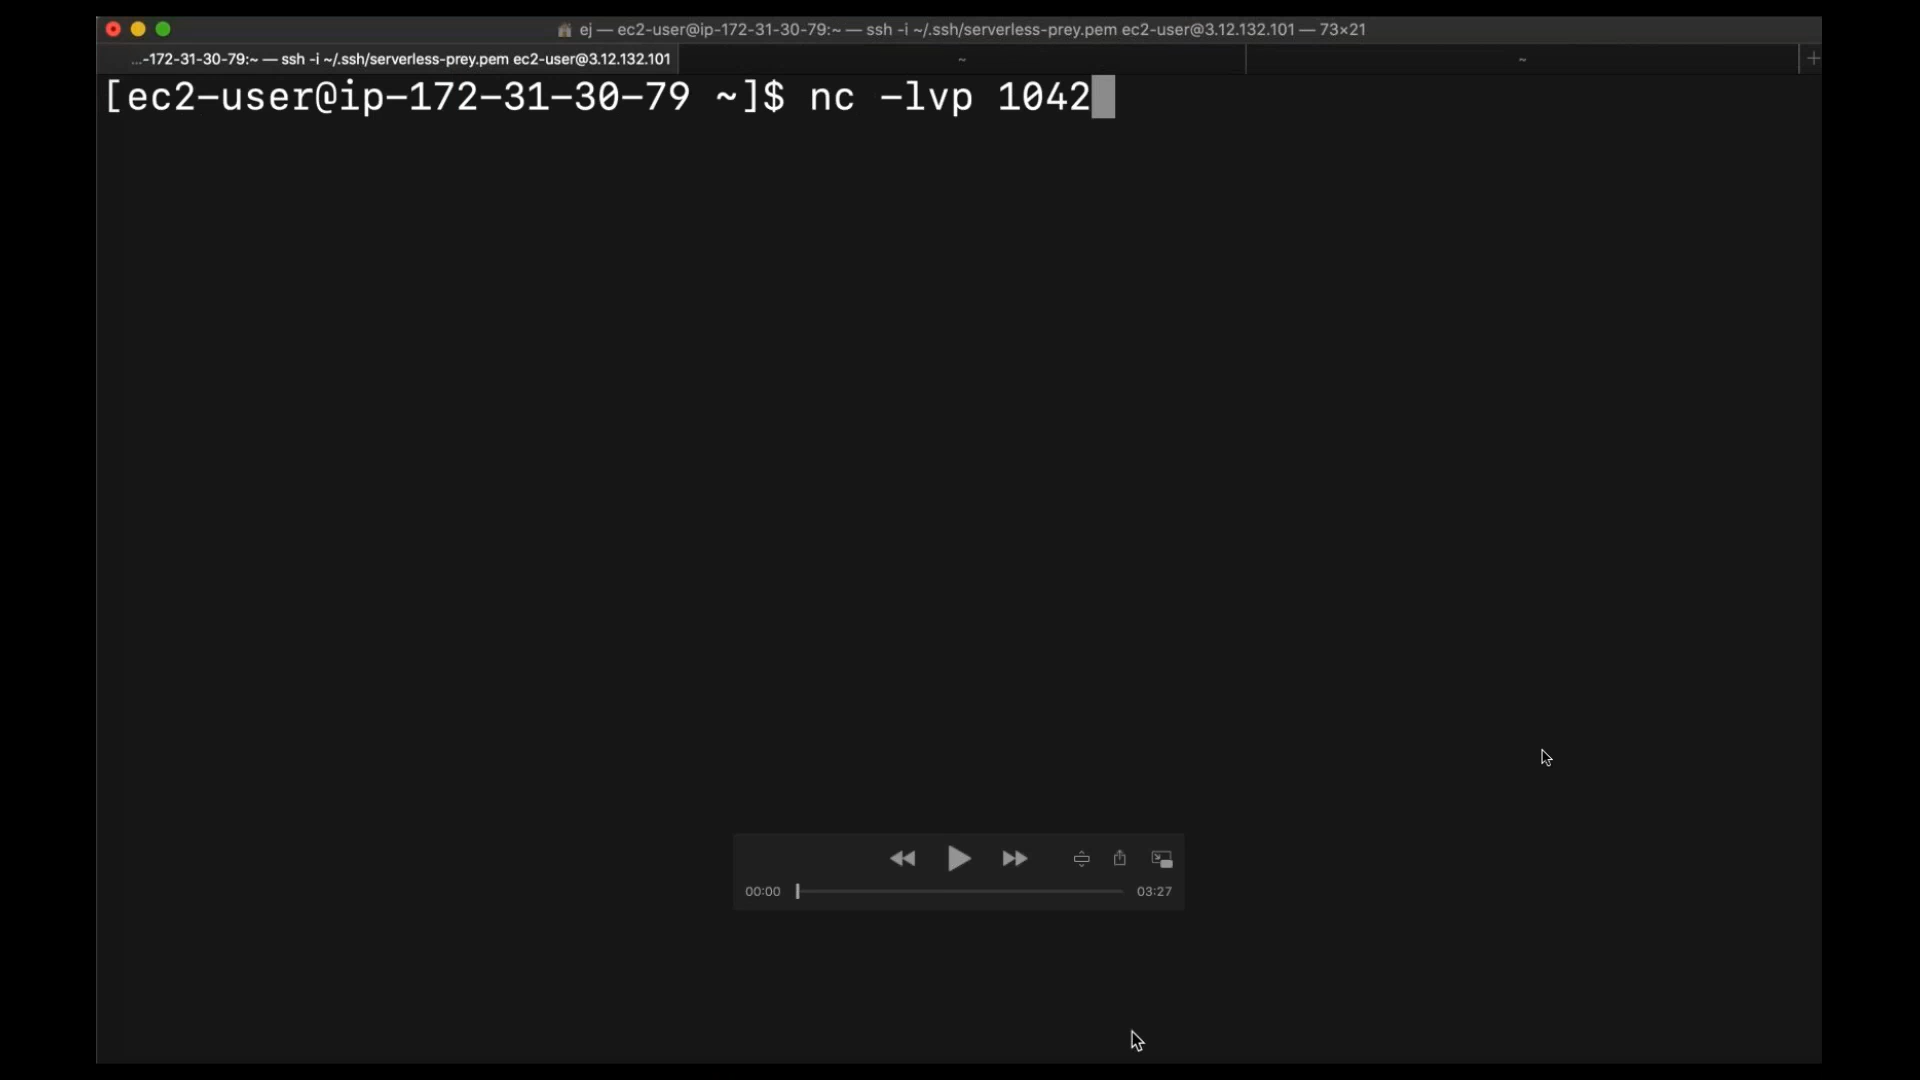 ej — ec2-user@ip-172-31-30-79:~ — ssh -i ~/.ssh/serverless-prey.pem ec2-user@3.12.132.101 — 73×21
...-172-31-30-79:~ — ssh -i ~/.ssh/serverless-prey.pem ec2-user@3.12.132.101 ~ ~ +
[ec2-user@ip-172-31-30-79 ~]$ nc -lvp 1042
00:00 03:27